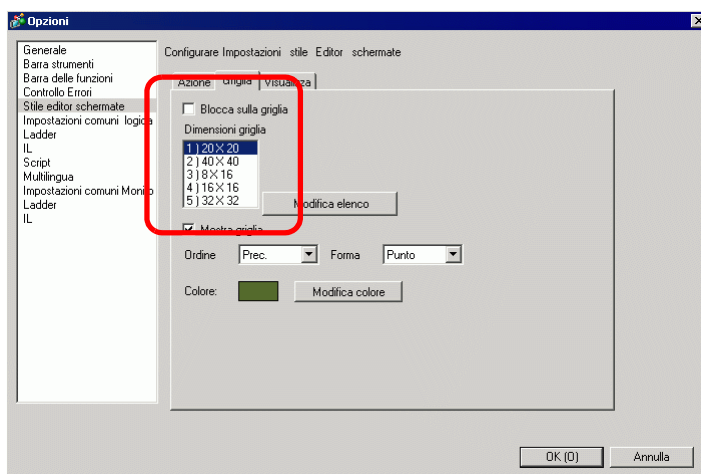 Opzioni
Generale
Barra strumenti
Barra delle funzioni
Controllo Errori
Stile editor schermate
Impostazioni comuni logica
Ladder
IL
Script
Multilingua
Impostazioni comuni Monito
Ladder
IL
Configurare Impostazioni stile Editor schermate
Azione Griglia Visualizza
Blocca sulla griglia
Dimensioni griglia
1 ) 20 X 20
2 ) 40 X 40
3 ) 8 X 16
4 ) 16 X 16
5 ) 32 X 32
Modifica elenco
Mostra griglia
Ordine Prec. Forma Punto
Colore: Modifica colore
OK (O) Annulla